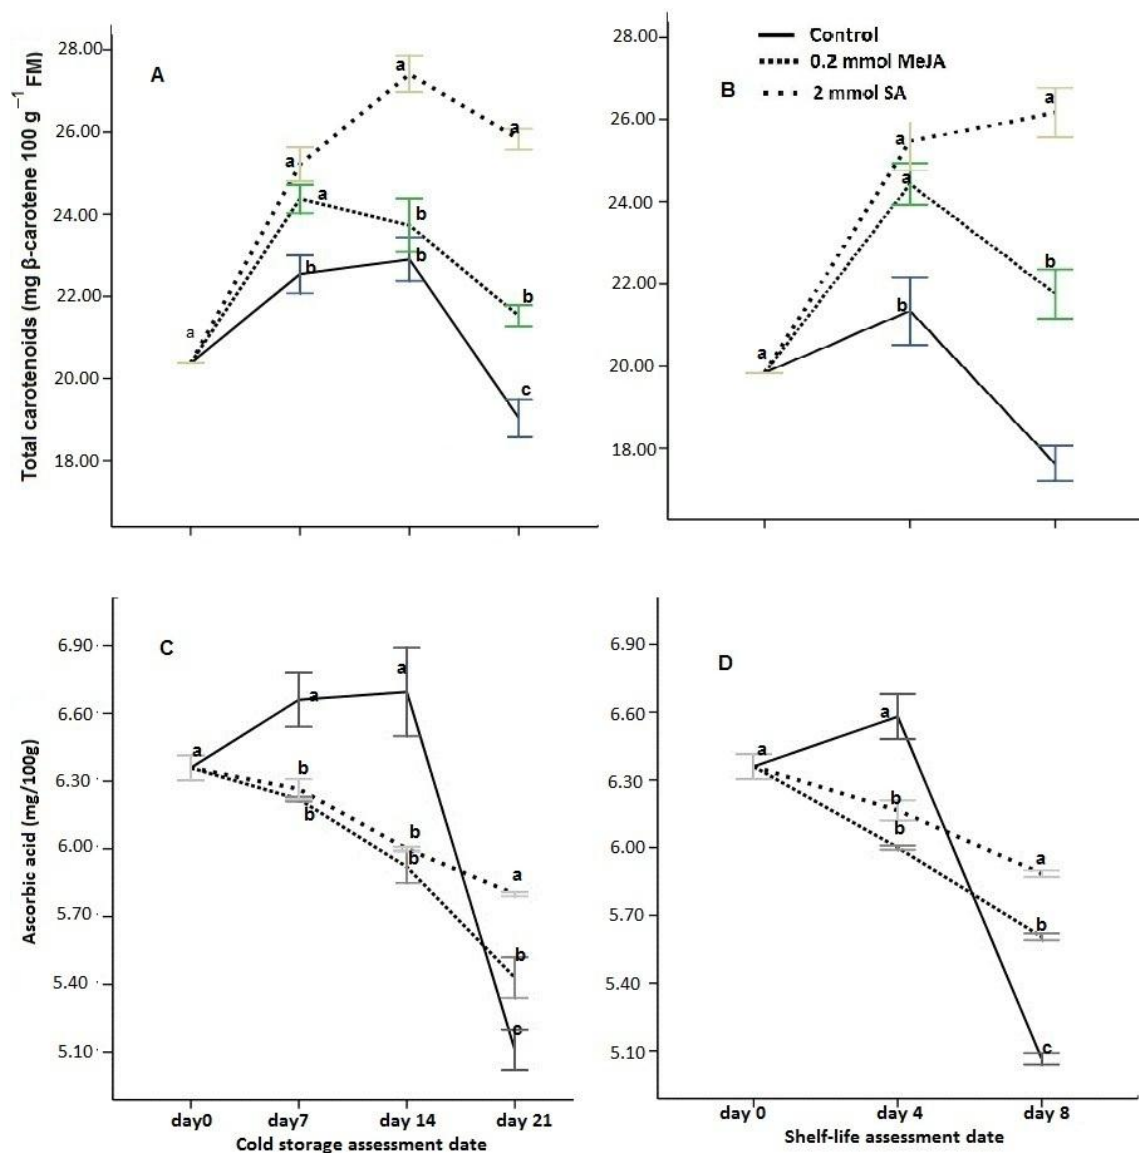 Total carotenoids (mg β-carotene 100 g⁻¹ FM)
28.00
26.00
24.00
22.00
20.00
18.00
A
a
a
a
b
a
b
b
a
b
c
28.00
26.00
24.00
22.00
20.00
18.00
B
Control
0.2 mmol MeJA
2 mmol SA
a
a
a
b
a
b
Ascorbic acid (mg/100g)
6.90
6.60
6.30
6.00
5.70
5.40
5.10
C
a
a
b
b
a
b
b
a
b
c
day0
day7
day 14
day 21
Cold storage assessment date
6.90
6.60
6.30
6.00
5.70
5.40
5.10
D
a
a
b
b
a
b
c
day 0
day 4
day 8
Shelf-life assessment date